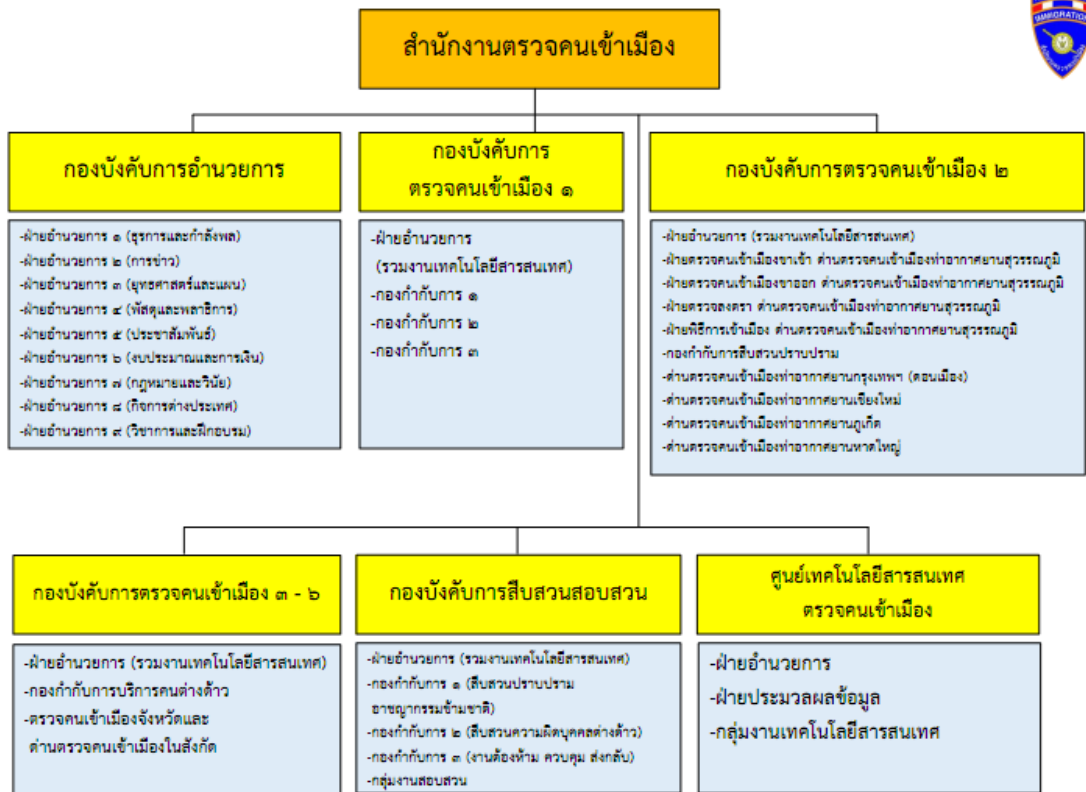 IMMIGRATION
สำนักงานตรวจคนเข้าเมือง
กองบังคับการอำนวยการ
-ฝ่ายอำนวยการ ๑ (ธุรการและกำลังพล)
-ฝ่ายอำนวยการ ๒ (การข่าว)
-ฝ่ายอำนวยการ ๓ (ยุทธศาสตร์และแผน)
-ฝ่ายอำนวยการ ๔ (พัสดุและพลาธิการ)
-ฝ่ายอำนวยการ ๕ (ประชาสัมพันธ์)
-ฝ่ายอำนวยการ ๖ (งบประมาณและการเงิน)
-ฝ่ายอำนวยการ ๗ (กฎหมายและวินัย)
-ฝ่ายอำนวยการ ๘ (กิจการต่างประเทศ)
-ฝ่ายอำนวยการ ๙ (วิชาการและฝึกอบรม)
กองบังคับการ
ตรวจคนเข้าเมือง ๑
-ฝ่ายอำนวยการ
(รวมงานเทคโนโลยีสารสนเทศ)
-กองกำกับการ ๑
-กองกำกับการ ๒
-กองกำกับการ ๓
กองบังคับการตรวจคนเข้าเมือง ๒
-ฝ่ายอำนวยการ (รวมงานเทคโนโลยีสารสนเทศ)
-ฝ่ายตรวจคนเข้าเมืองขาเข้า ด่านตรวจคนเข้าเมืองท่าอากาศยานสุวรรณภูมิ
-ฝ่ายตรวจคนเข้าเมืองขาออก ด่านตรวจคนเข้าเมืองท่าอากาศยานสุวรรณภูมิ
-ฝ่ายตรวจลงตรา ด่านตรวจคนเข้าเมืองท่าอากาศยานสุวรรณภูมิ
-ฝ่ายพิธีการเข้าเมือง ด่านตรวจคนเข้าเมืองท่าอากาศยานสุวรรณภูมิ
-กองกำกับการสืบสวนปราบปราม
-ด่านตรวจคนเข้าเมืองท่าอากาศยานกรุงเทพฯ (ดอนเมือง)
-ด่านตรวจคนเข้าเมืองท่าอากาศยานเชียงใหม่
-ด่านตรวจคนเข้าเมืองท่าอากาศยานภูเก็ต
-ด่านตรวจคนเข้าเมืองท่าอากาศยานหาดใหญ่
กองบังคับการตรวจคนเข้าเมือง ๓ - ๖
-ฝ่ายอำนวยการ (รวมงานเทคโนโลยีสารสนเทศ)
-กองกำกับการบริการคนต่างด้าว
-ตรวจคนเข้าเมืองจังหวัดและ
ด่านตรวจคนเข้าเมืองในสังกัด
กองบังคับการสืบสวนสอบสวน
-ฝ่ายอำนวยการ (รวมงานเทคโนโลยีสารสนเทศ)
-กองกำกับการ ๑ (สืบสวนปราบปราม
อาชญากรรมข้ามชาติ)
-กองกำกับการ ๒ (สืบสวนความผิดบุคคลต่างด้าว)
-กองกำกับการ ๓ (งานต้องห้าม ควบคุม ส่งกลับ)
-กลุ่มงานสอบสวน
ศูนย์เทคโนโลยีสารสนเทศ
ตรวจคนเข้าเมือง
-ฝ่ายอำนวยการ
-ฝ่ายประมวลผลข้อมูล
-กลุ่มงานเทคโนโลยีสารสนเทศ